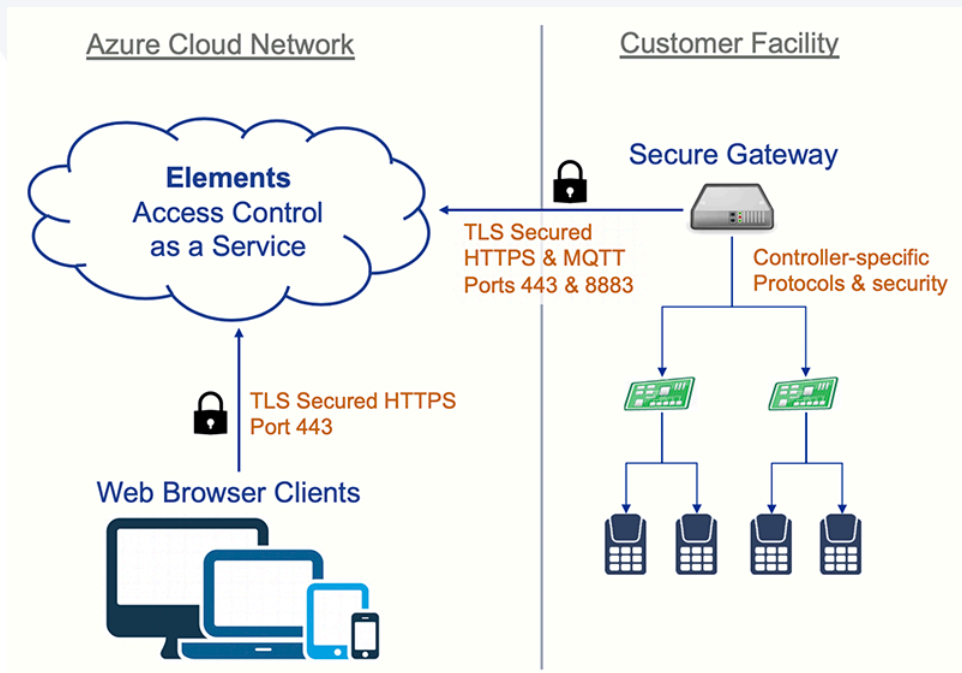 Azure Cloud Network
Customer Facility
Elements
Access Control
as a Service
Secure Gateway
TLS Secured
HTTPS & MQTT
Ports 443 & 8883
Controller-specific
Protocols & security
TLS Secured HTTPS
Port 443
Web Browser Clients